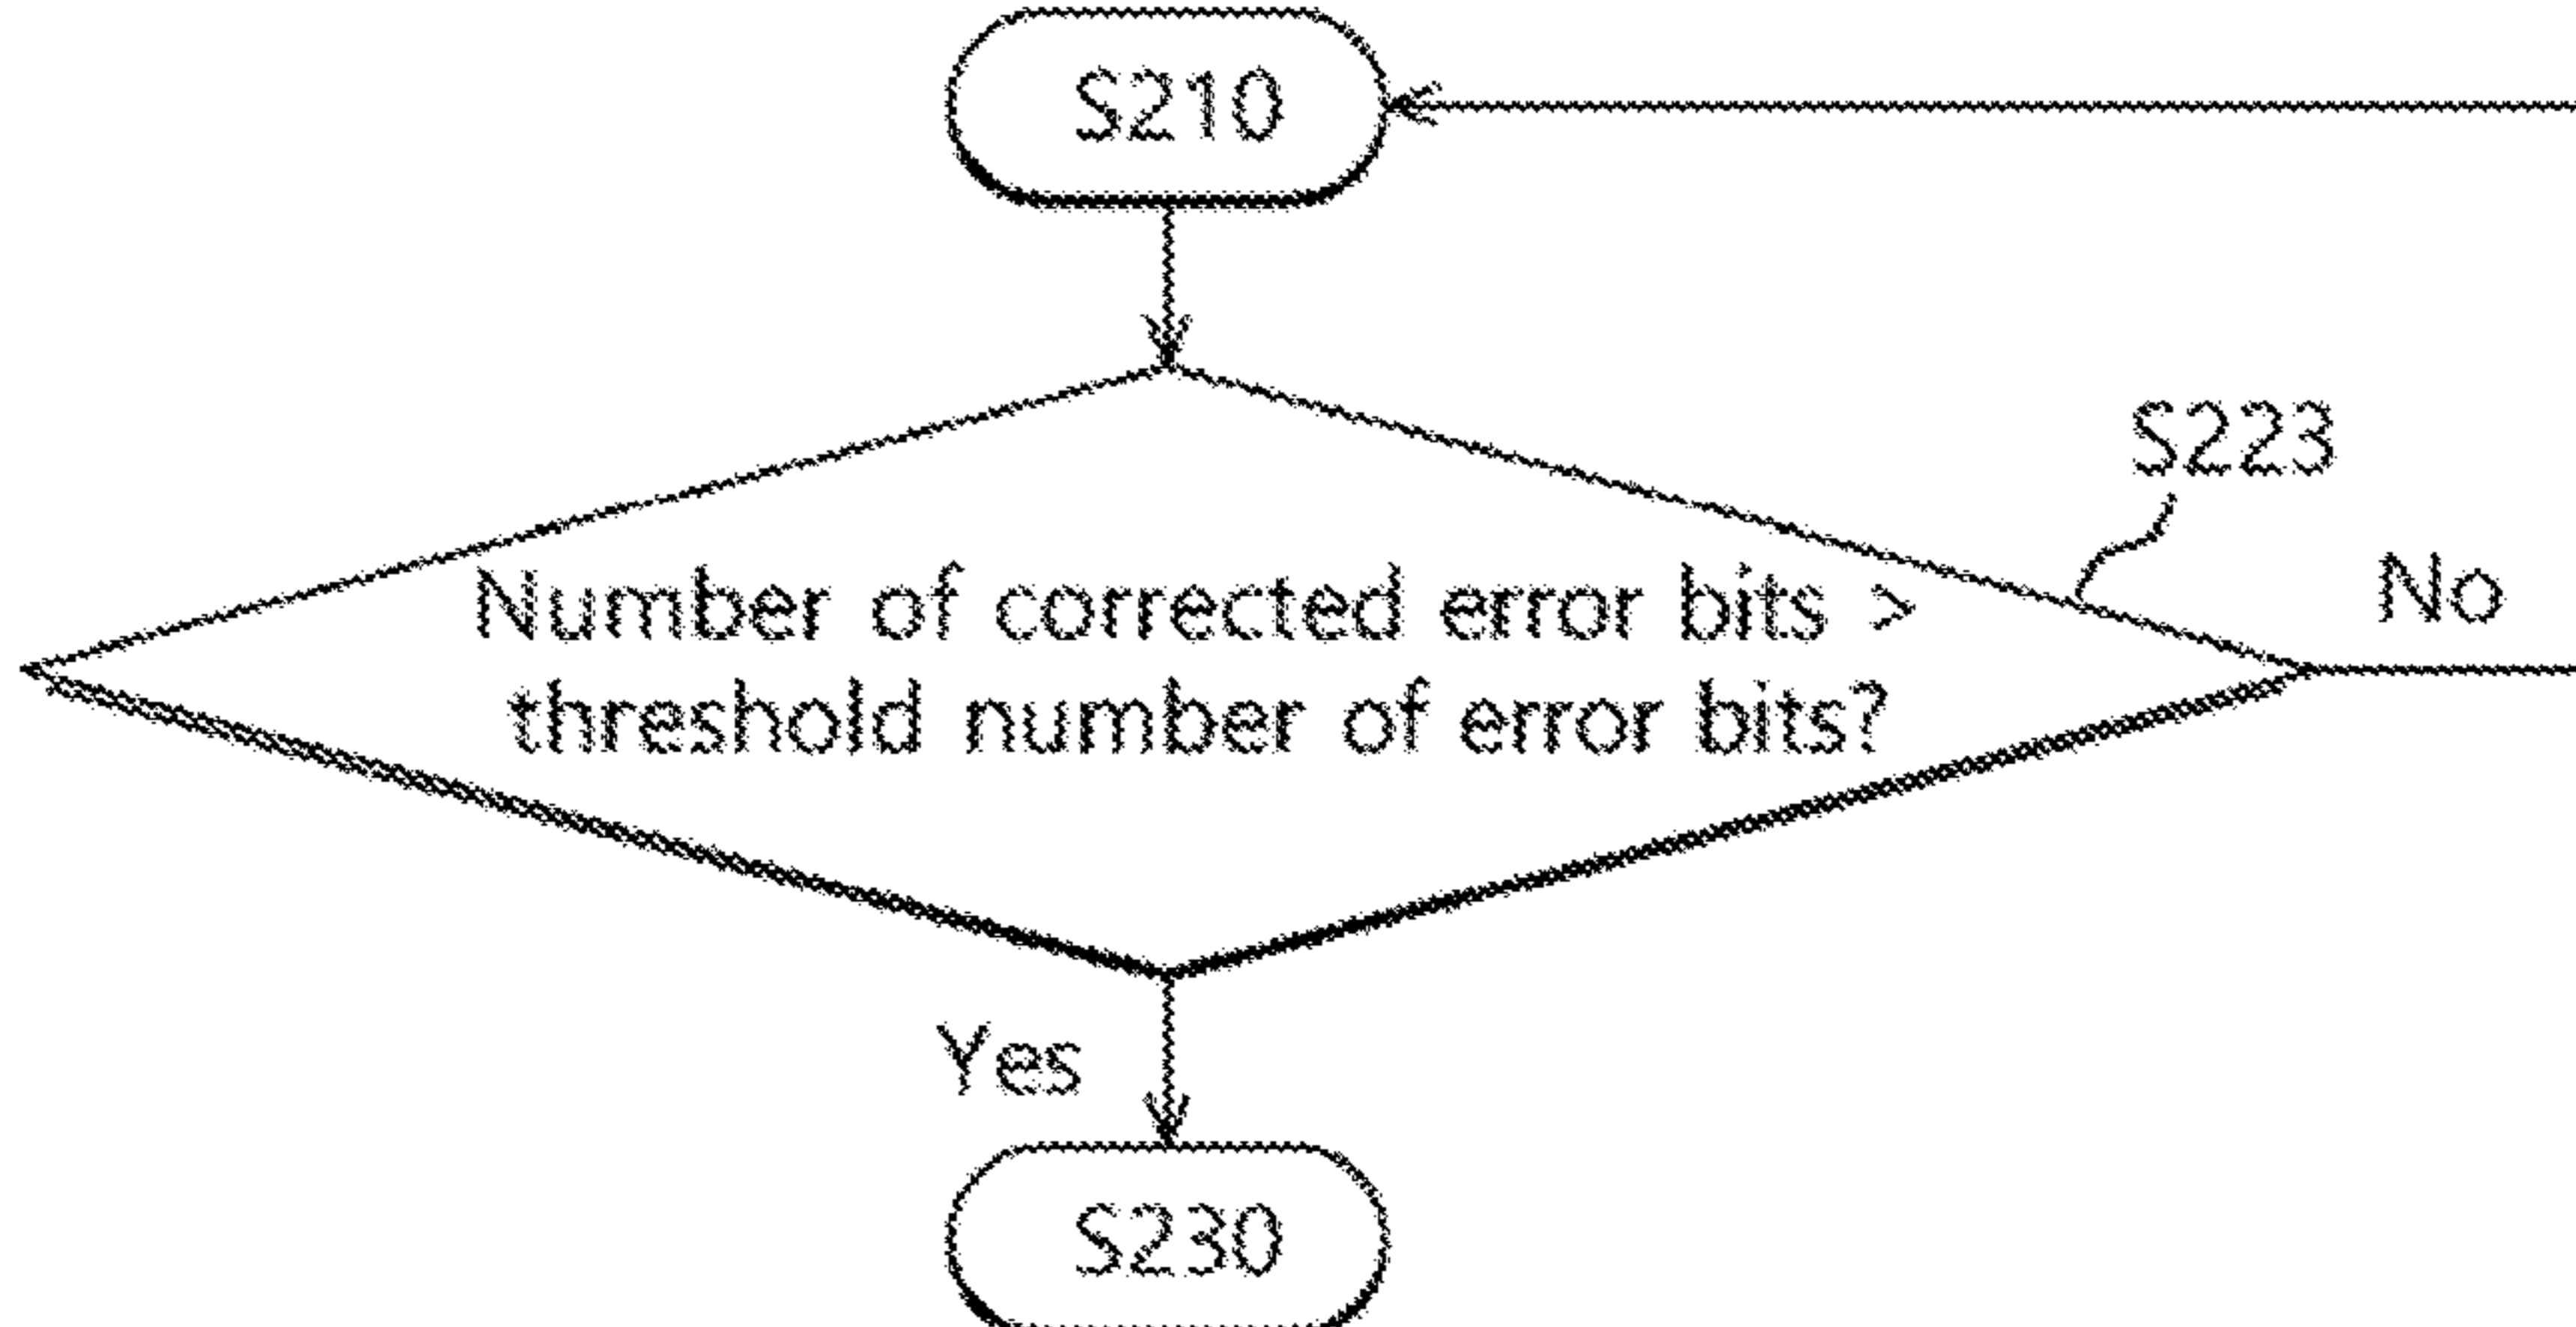 S210
S223
Number of corrected error bits >
No
threshold number of error bits?
Yes
S230